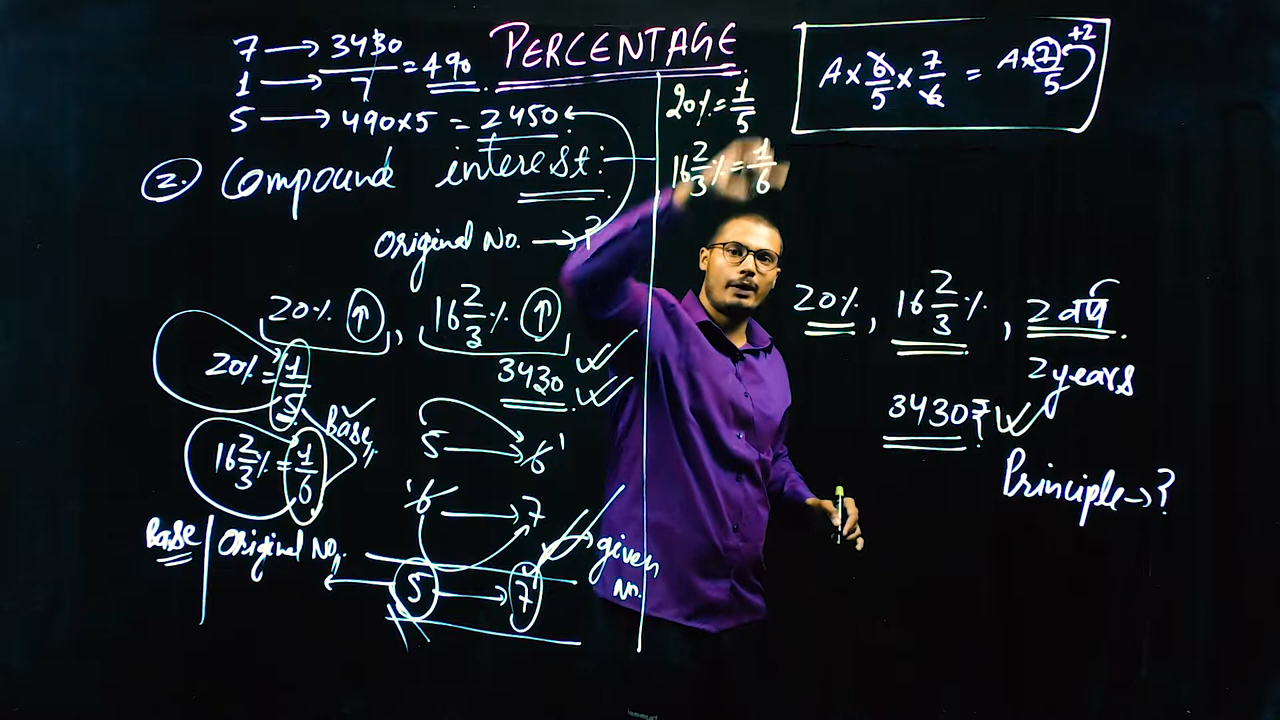 PERCENTAGE
7 → 3430/7 = 490
1 →
5 → 490×5 = 2450
2. Compound interest:
Original No. → ?
20% ↑, 16 2/3% ↑
3430
20% = 1/5
Base
16 2/3% = 1/6
5 → 6
6 → 7
Base | Original No.
5 → 7
given
no.
20% = 1/5
16 2/3% = 1/6
A × 6/5 × 7/6 = A × 7/5 +2
20%, 16 2/3%, 2 वर्ष.
2 years
3430₹
Principle → ?